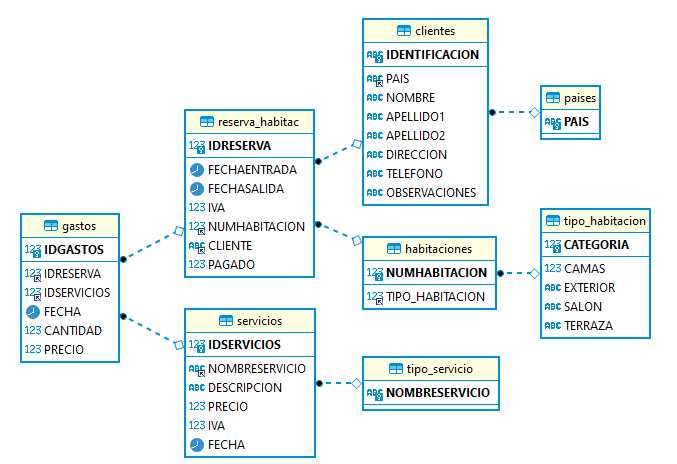 clientes
IDENTIFICACION
PAIS
NOMBRE
APELLIDO1
APELLIDO2
DIRECCION
TELEFONO
OBSERVACIONES
paises
PAIS
reserva_habitac
IDRESERVA
FECHAENTRADA
FECHASALIDA
IVA
NUMHABITACION
CLIENTE
PAGADO
gastos
IDGASTOS
IDRESERVA
IDSERVICIOS
FECHA
CANTIDAD
PRECIO
habitaciones
NUMHABITACION
TIPO_HABITACION
tipo_habitacion
CATEGORIA
CAMAS
EXTERIOR
SALON
TERRAZA
servicios
IDSERVICIOS
NOMBRESERVICIO
DESCRIPCION
PRECIO
IVA
FECHA
tipo_servicio
NOMBRESERVICIO